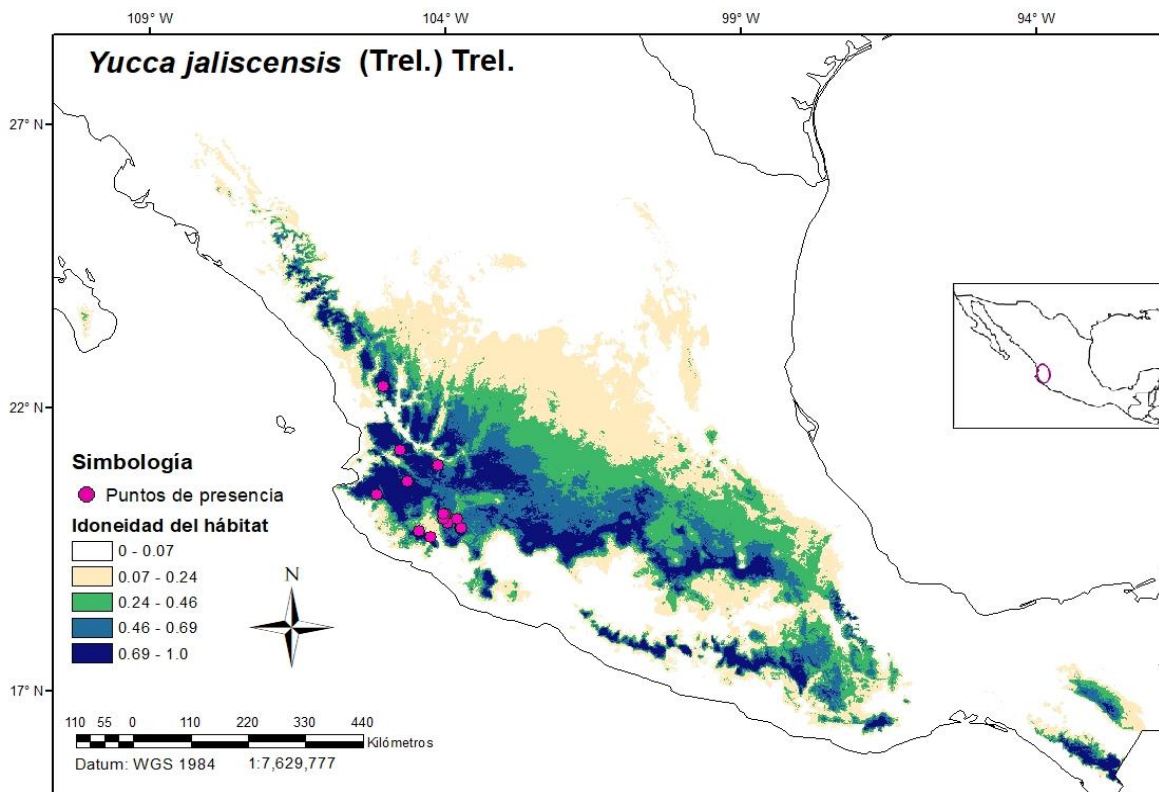 109° W 104° W 99° W 94° W
Yucca jaliscensis (Trel.) Trel.
27° N
22° N
17° N
Simbología
Puntos de presencia
Idoneidad del hábitat
0 - 0.07
0.07 - 0.24
0.24 - 0.46
0.46 - 0.69
0.69 - 1.0
N
110 55 0 110 220 330 440
Kilómetros
Datum: WGS 1984 1:7,629,777